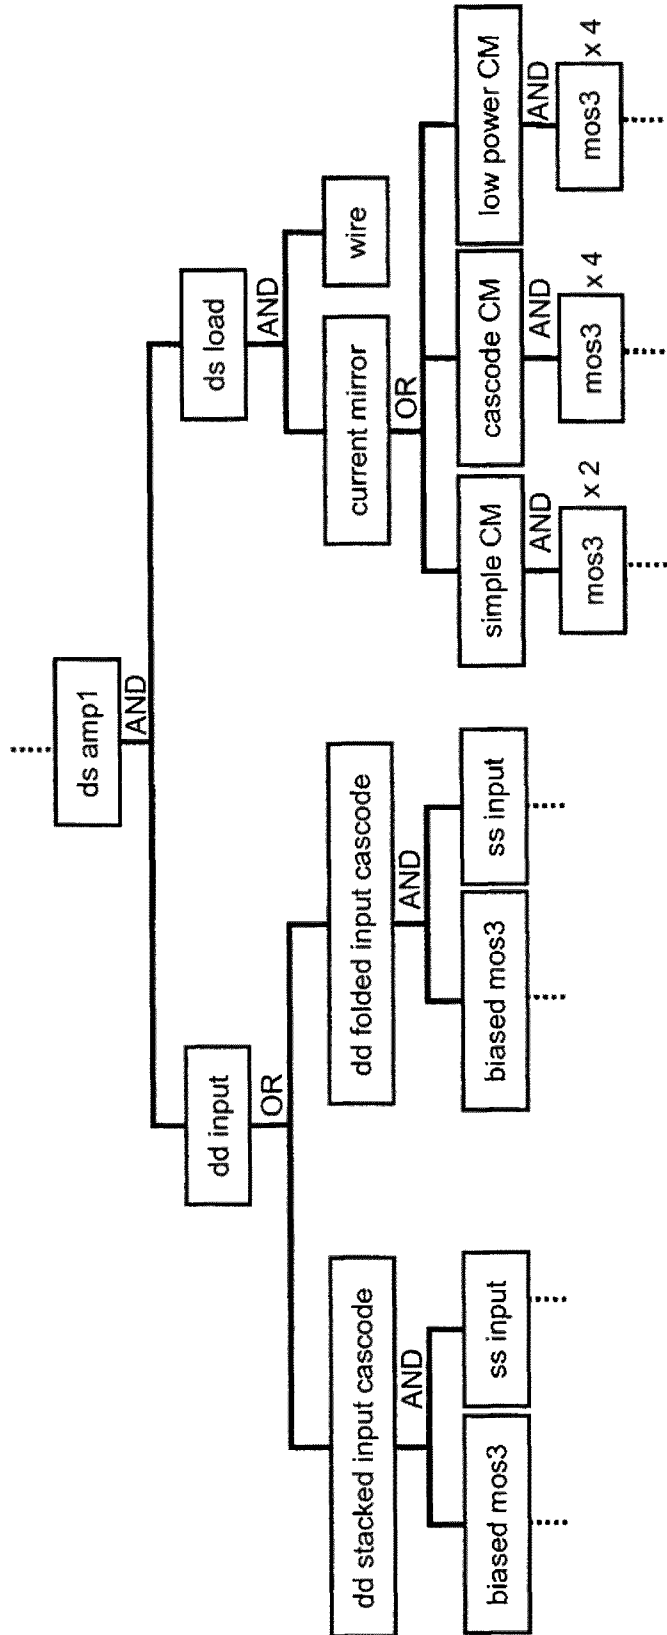 ds amp1
AND
dd input
ds load
OR
AND
dd stacked input cascode
dd folded input cascode
current mirror
wire
AND
AND
OR
biased mos3
ss input
biased mos3
ss input
simple CM
cascode CM
low power CM
AND
AND
AND
mos3
x 2
mos3
x 4
mos3
x 4